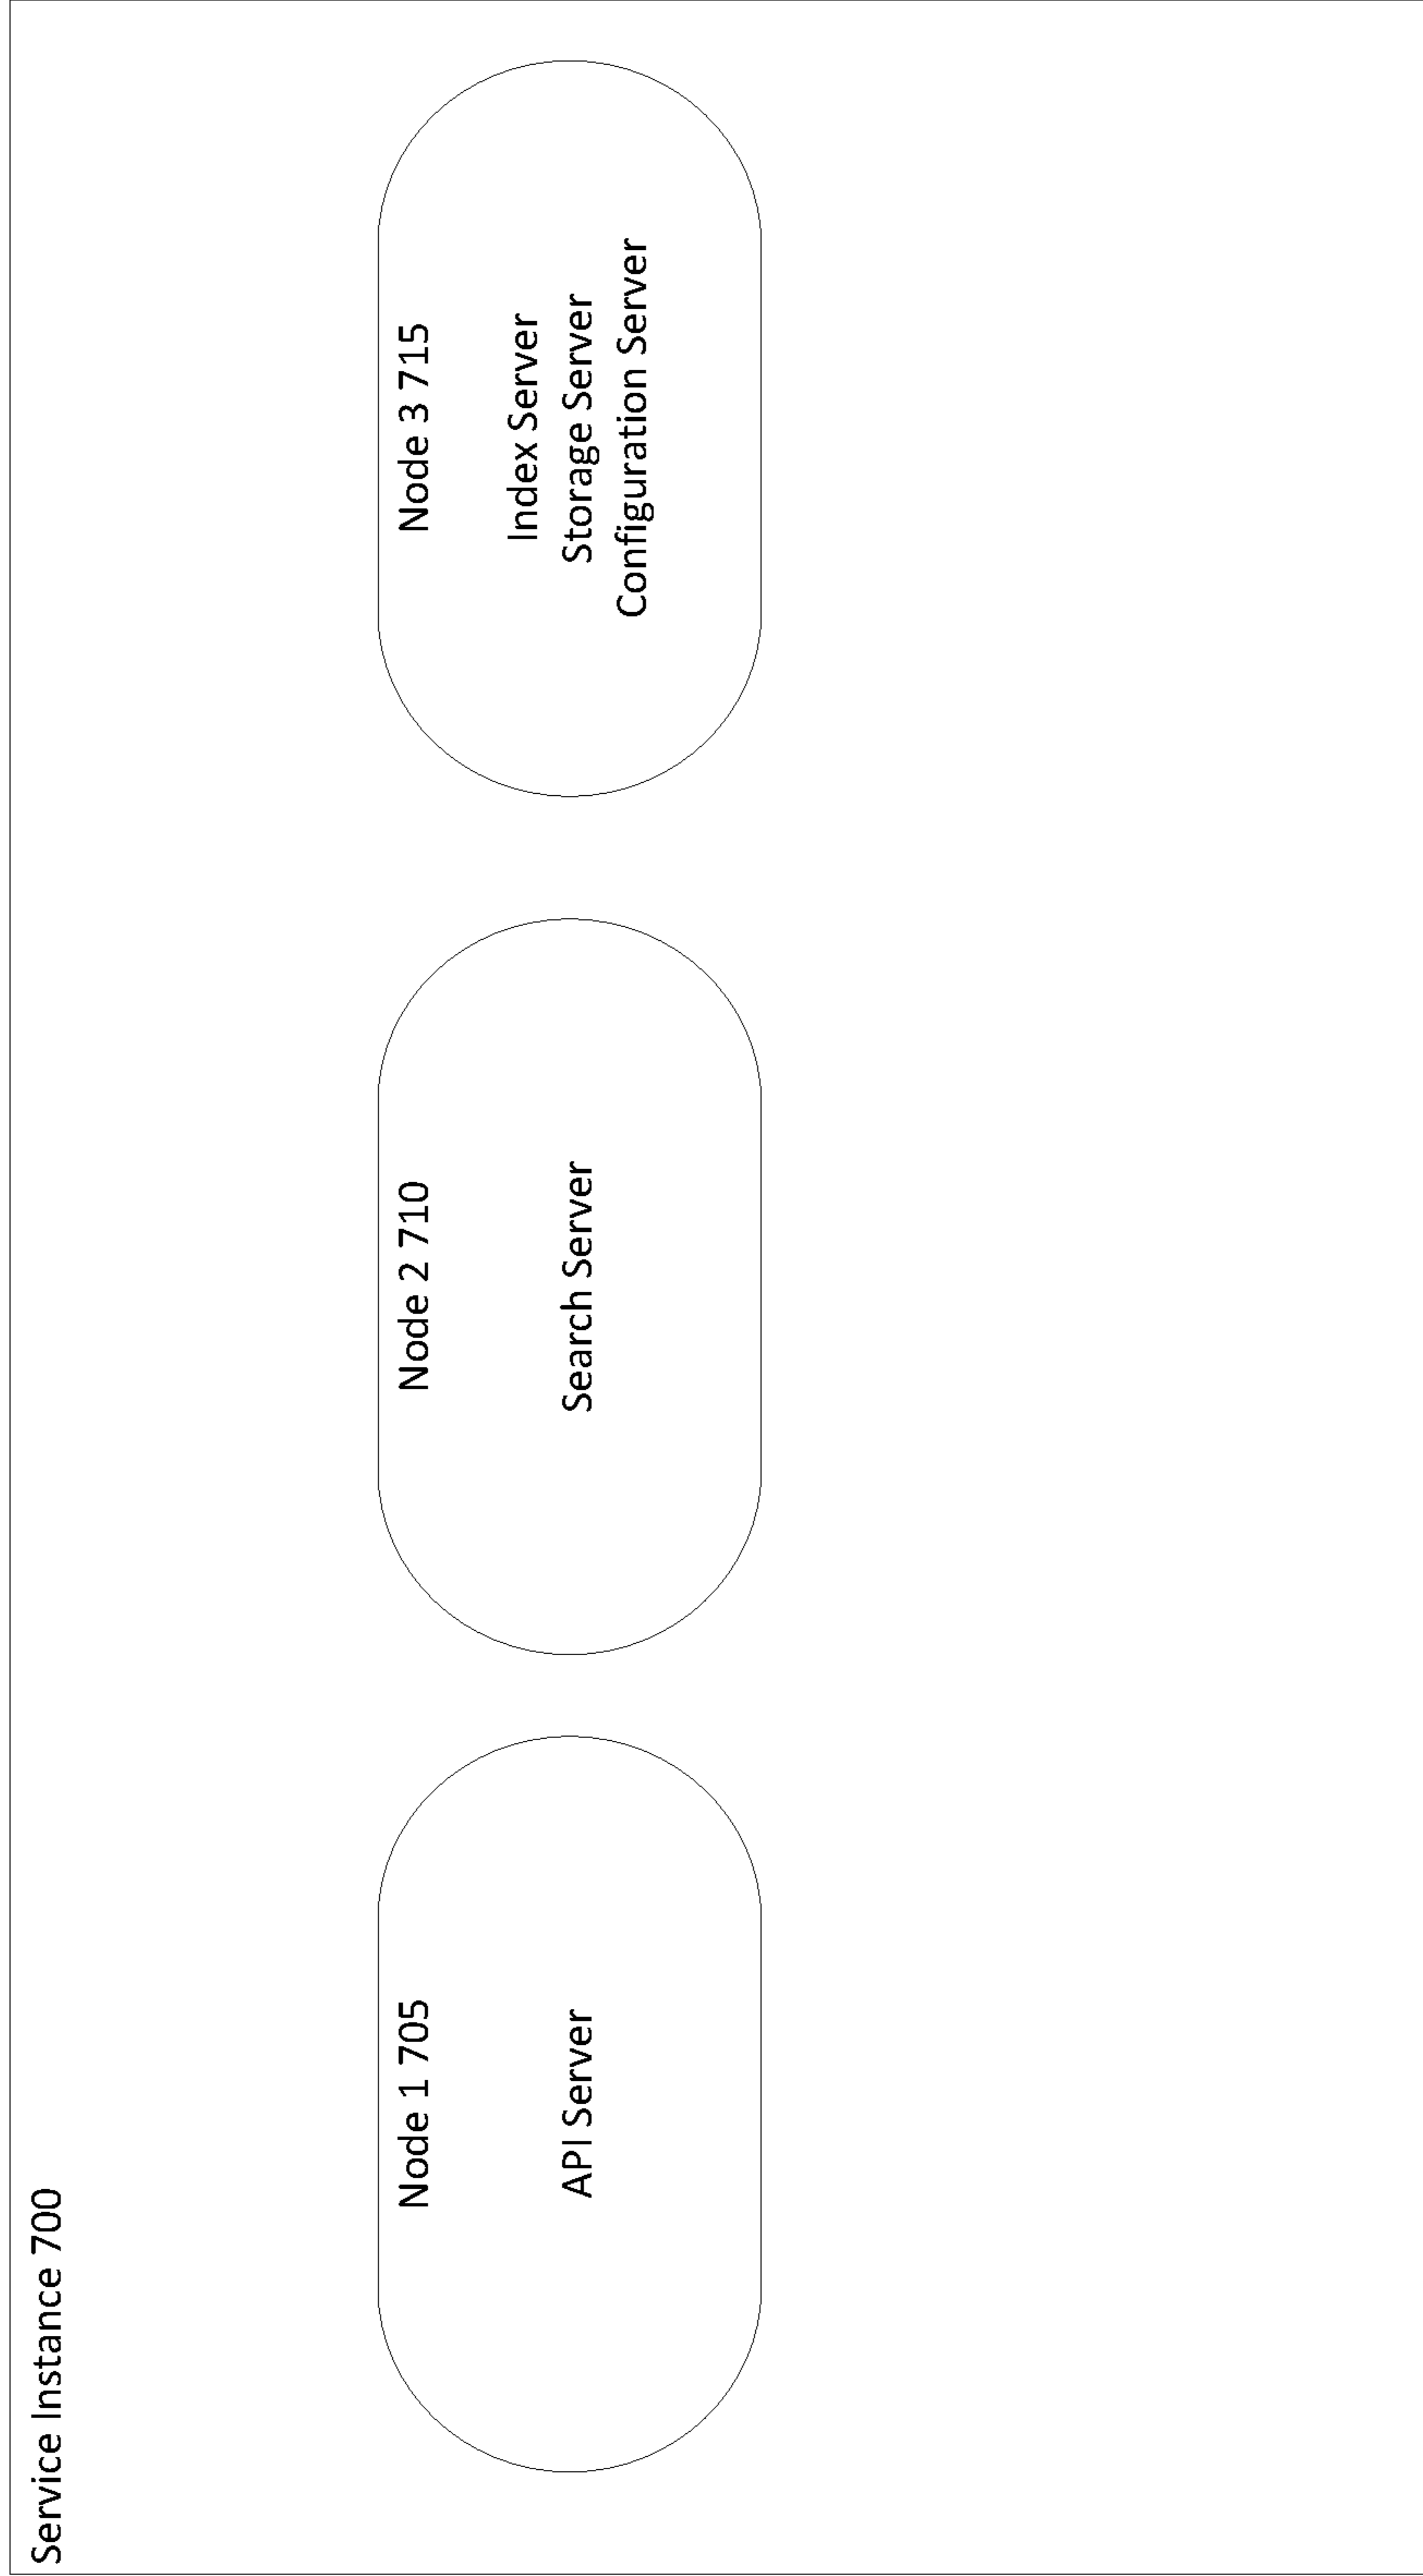 Service Instance 700
Node 1 705
API Server
Node 2 710
Search Server
Node 3 715
Index Server
Storage Server
Configuration Server